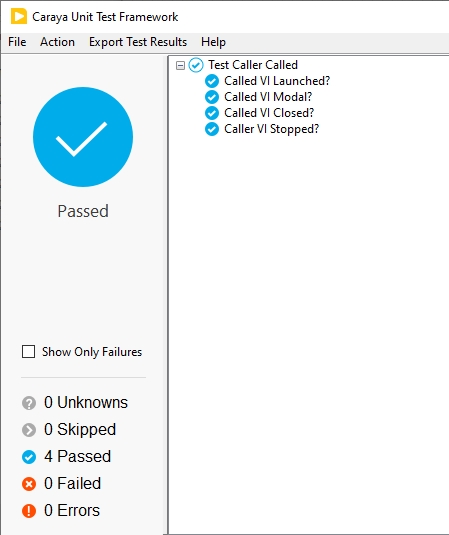 Caraya Unit Test Framework
File Action Export Test Results Help
Passed
Show Only Failures
0 Unknowns
0 Skipped
4 Passed
0 Failed
0 Errors
Test Caller Called
Called VI Launched?
Called VI Modal?
Called VI Closed?
Caller VI Stopped?